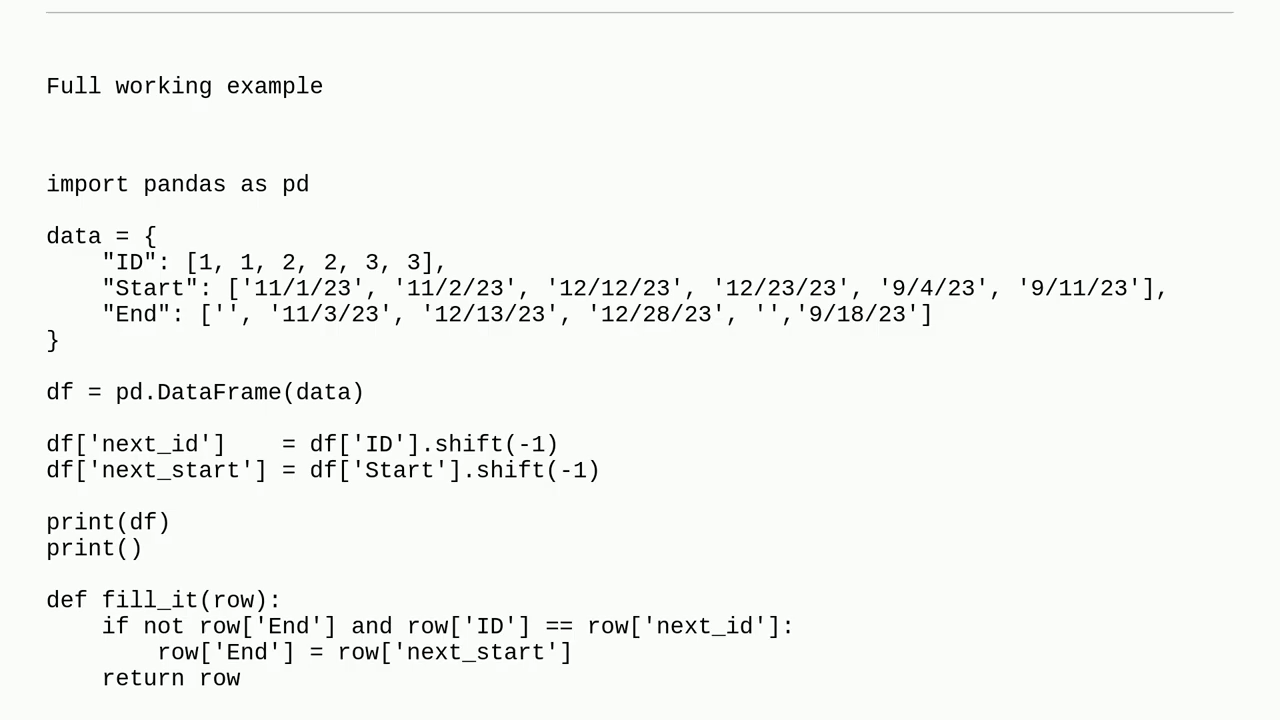 Full working example
import pandas as pd
data = {
    "ID": [1, 1, 2, 2, 3, 3],
    "Start": ['11/1/23', '11/2/23', '12/12/23', '12/23/23', '9/4/23', '9/11/23'],
    "End": ['', '11/3/23', '12/13/23', '12/28/23', '','9/18/23']
}
df = pd.DataFrame(data)
df['next_id']    = df['ID'].shift(-1)
df['next_start'] = df['Start'].shift(-1)
print(df)
print()
def fill_it(row):
    if not row['End'] and row['ID'] == row['next_id']:
        row['End'] = row['next_start']
    return row